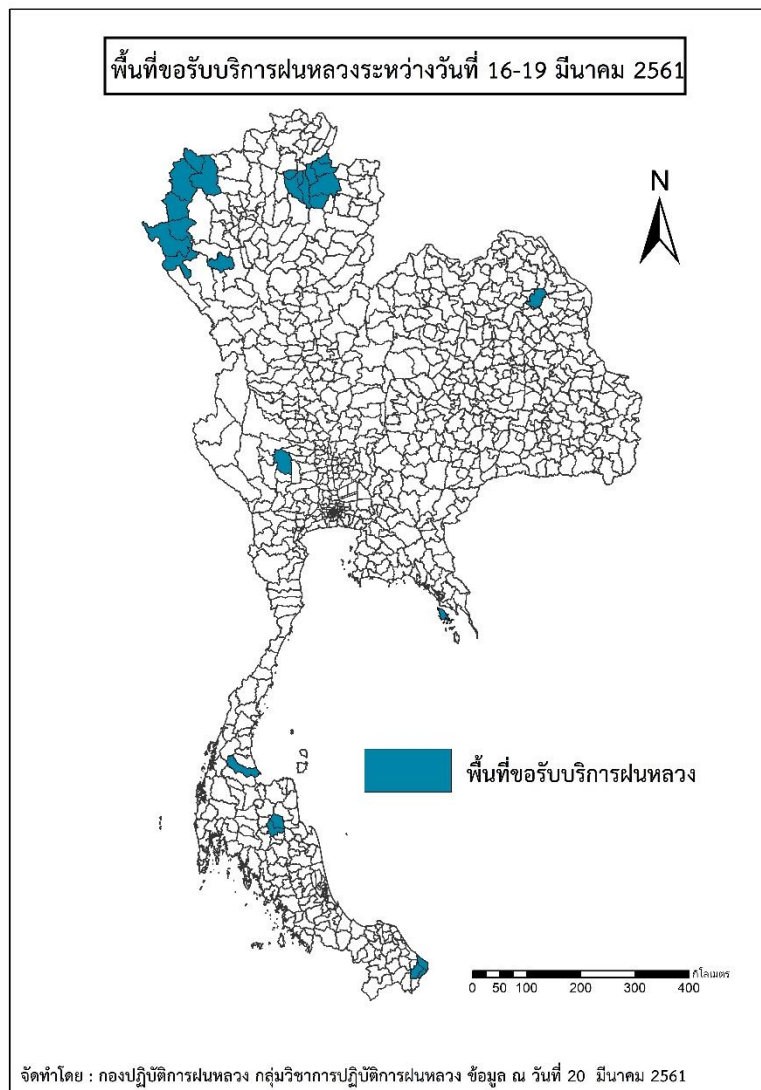 พื้นที่ขอรับบริการฝนหลวงระหว่างวันที่ 16-19 มีนาคม 2561
N
พื้นที่ขอรับบริการฝนหลวง
กิโลเมตร
0 50 100 200 300 400
จัดทำโดย : กองปฏิบัติการฝนหลวง กลุ่มวิชาการปฏิบัติการฝนหลวง ข้อมูล ณ วันที่ 20 มีนาคม 2561